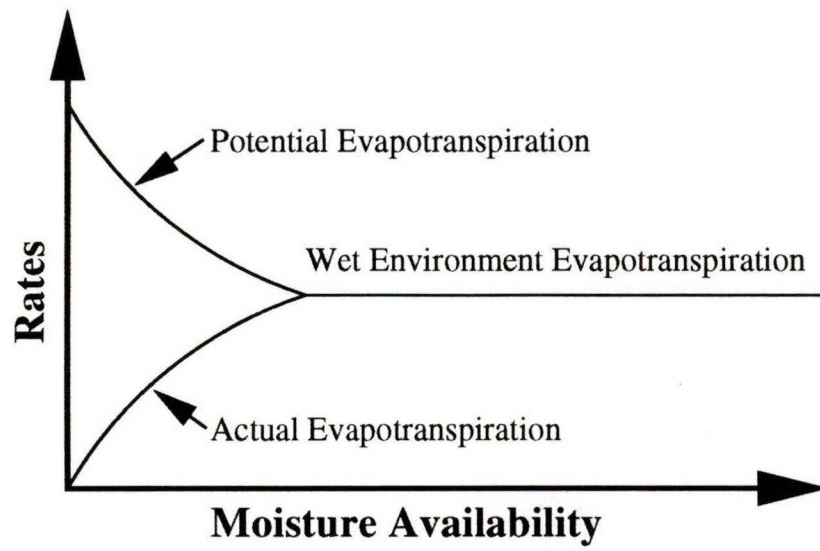 Potential Evapotranspiration
Wet Environment Evapotranspiration
Rates
Actual Evapotranspiration
Moisture Availability